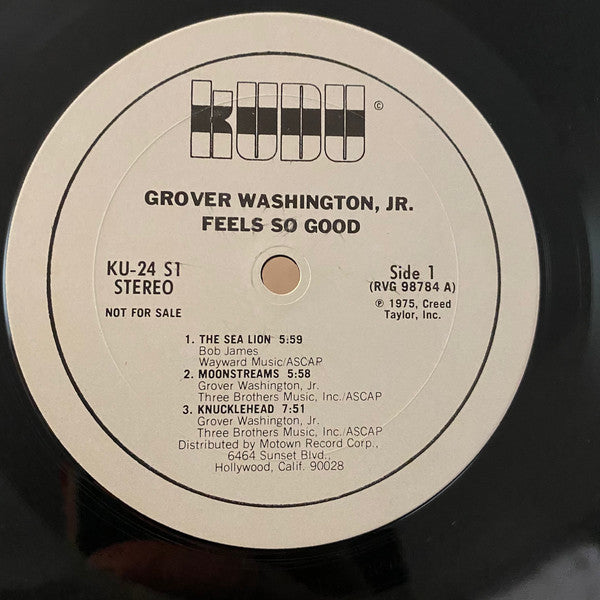 KUDU ©
GROVER WASHINGTON, JR.
FEELS SO GOOD
KU-24 S1
STEREO
NOT FOR SALE
Side 1
(RVG 98784 A)
℗ 1975, Creed
Taylor, Inc.
1. THE SEA LION 5:59
Bob James
Wayward Music/ASCAP
2. MOONSTREAMS 5:58
Grover Washington, Jr.
Three Brothers Music, Inc./ASCAP
3. KNUCKLEHEAD 7:51
Grover Washington, Jr.
Three Brothers Music, Inc./ASCAP
Distributed by Motown Record Corp.,
6464 Sunset Blvd.,
Hollywood, Calif. 90028